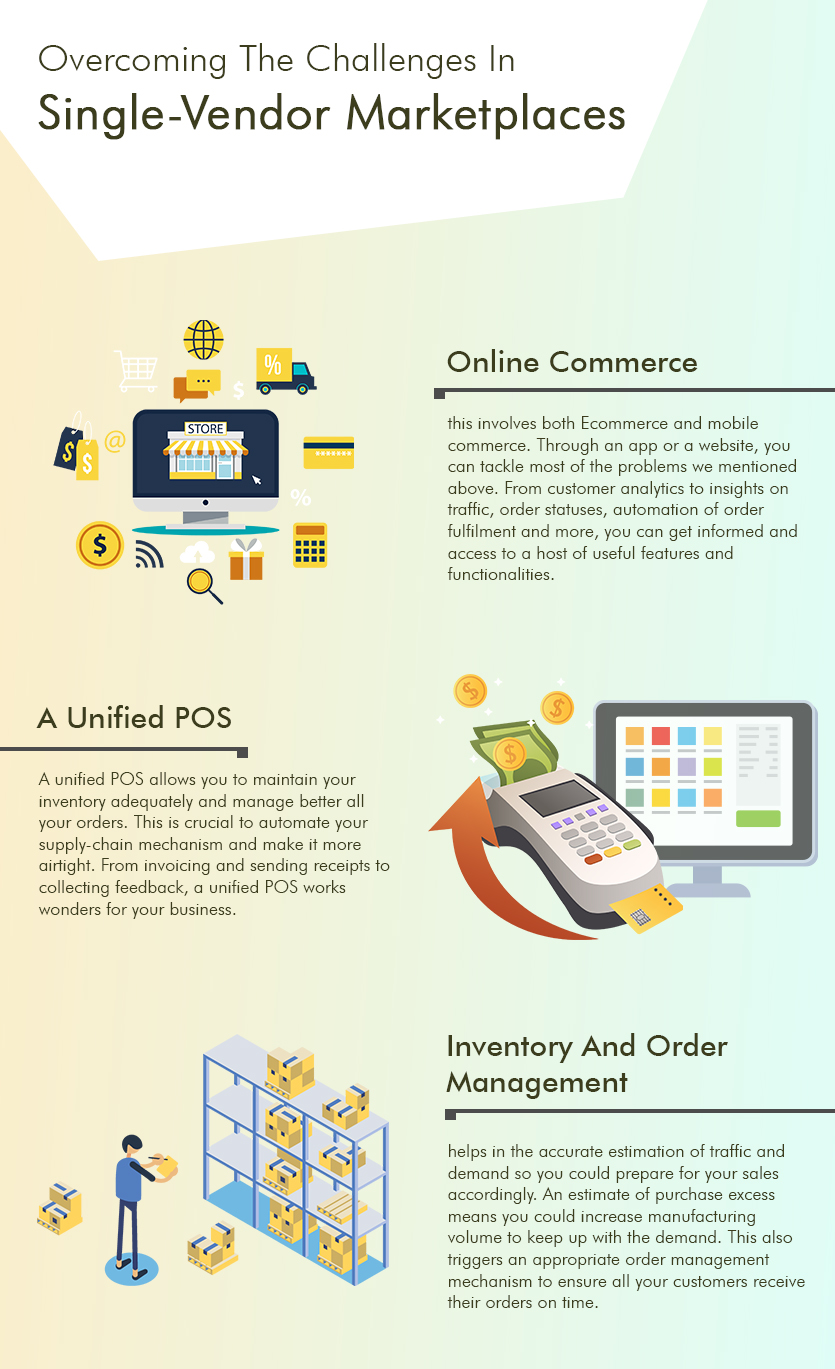 Overcoming The Challenges In
Single-Vendor Marketplaces
%
$
STORE
$
$
@
%
$
Online Commerce
this involves both Ecommerce and mobile
commerce. Through an app or a website, you
can tackle most of the problems we mentioned
above. From customer analytics to insights on
traffic, order statuses, automation of order
fulfilment and more, you can get informed and
access to a host of useful features and
functionalities.
A Unified POS
A unified POS allows you to maintain your
inventory adequately and manage better all
your orders. This is crucial to automate your
supply-chain mechanism and make it more
airtight. From invoicing and sending receipts to
collecting feedback, a unified POS works
wonders for your business.
$
$
$
Inventory And Order
Management
helps in the accurate estimation of traffic and
demand so you could prepare for your sales
accordingly. An estimate of purchase excess
means you could increase manufacturing
volume to keep up with the demand. This also
triggers an appropriate order management
mechanism to ensure all your customers receive
their orders on time.